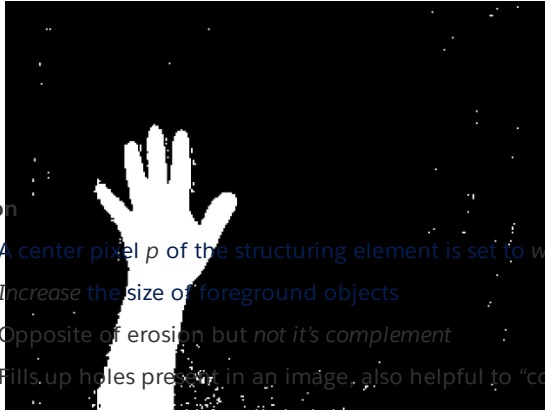 on
A center pixel p of the structuring element is set to w
Increase the size of foreground objects
Opposite of erosion but not it's complement
Fills up holes present in an image, also helpful to “co